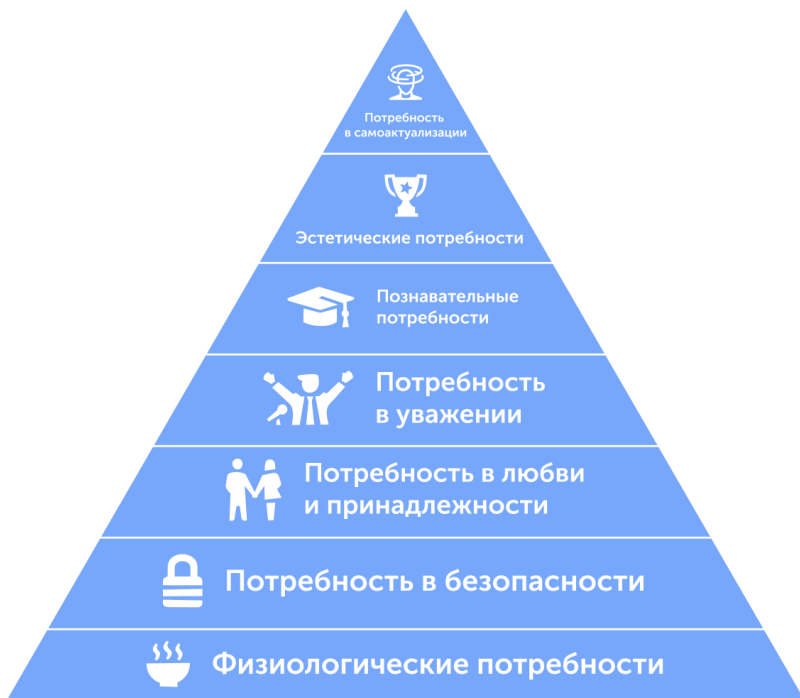 Потребность
в самоактуализации
Эстетические потребности
Познавательные
потребности
Потребность
в уважении
Потребность в любви
и принадлежности
Потребность в безопасности
Физиологические потребности